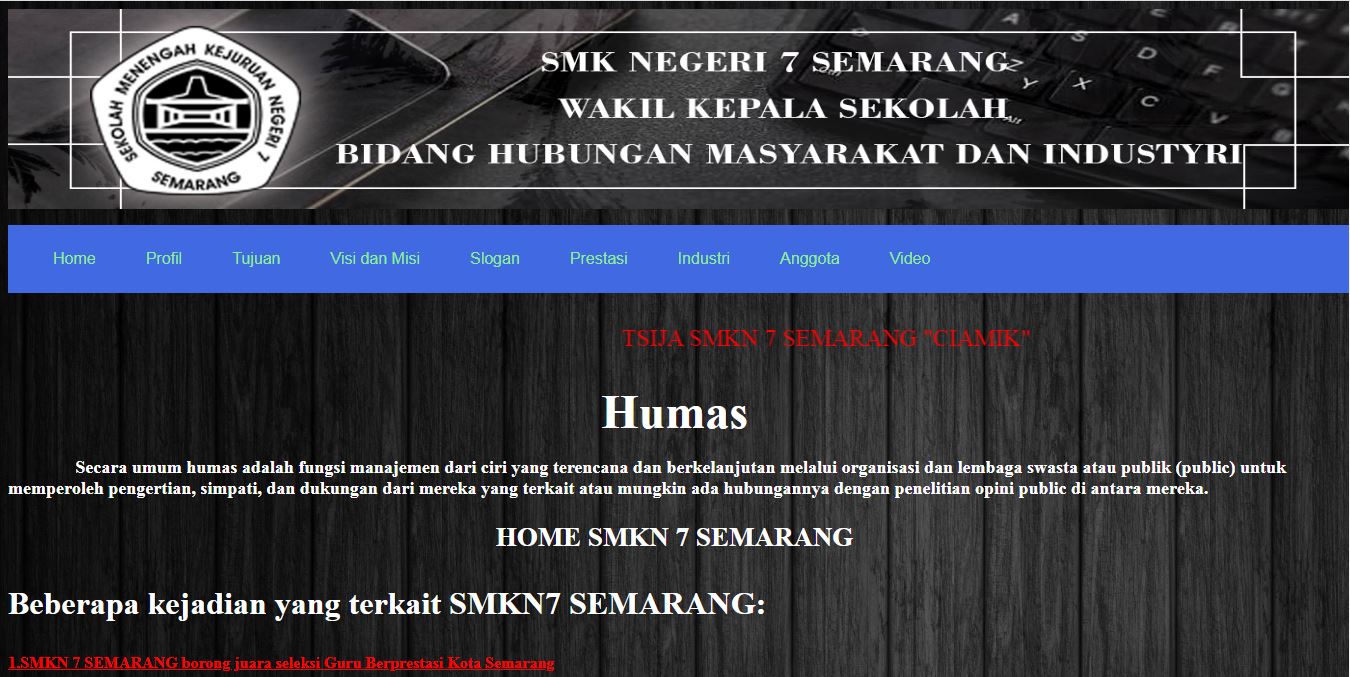 SEKOLAH MENENGAH KEJURUAN NEGERI 7
SEMARANG
SMK NEGERI 7 SEMARANG
WAKIL KEPALA SEKOLAH
BIDANG HUBUNGAN MASYARAKAT DAN INDUSTYRI
Home Profil Tujuan Visi dan Misi Slogan Prestasi Industri Anggota Video
TSIJA SMKN 7 SEMARANG "CIAMIK"
Humas
Secara umum humas adalah fungsi manajemen dari ciri yang terencana dan berkelanjutan melalui organisasi dan lembaga swasta atau publik (public) untuk
memperoleh pengertian, simpati, dan dukungan dari mereka yang terkait atau mungkin ada hubungannya dengan penelitian opini public di antara mereka.
HOME SMKN 7 SEMARANG
Beberapa kejadian yang terkait SMKN7 SEMARANG:
1.SMKN 7 SEMARANG borong juara seleksi Guru Berprestasi Kota Semarang